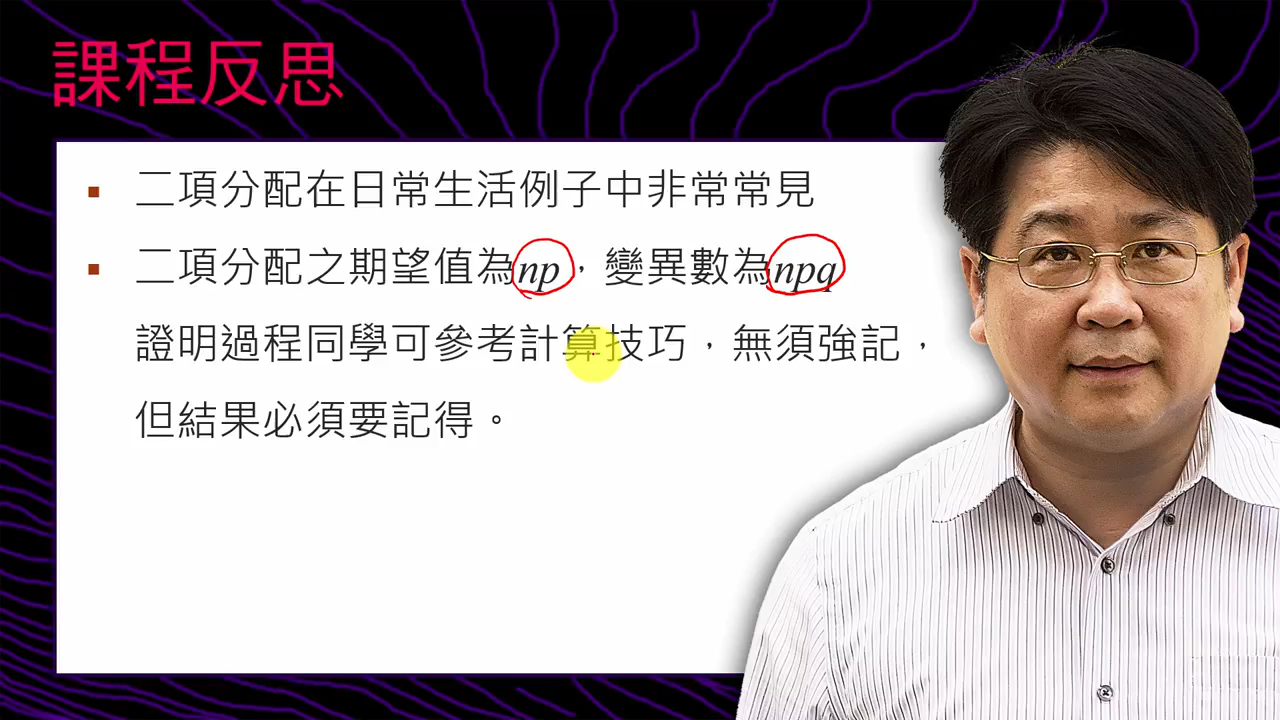 課程反思
▪ 二項分配在日常生活例子中非常常見
▪ 二項分配之期望值為np，變異數為npq
證明過程同學可參考計算技巧，無須強記，
但結果必須要記得。